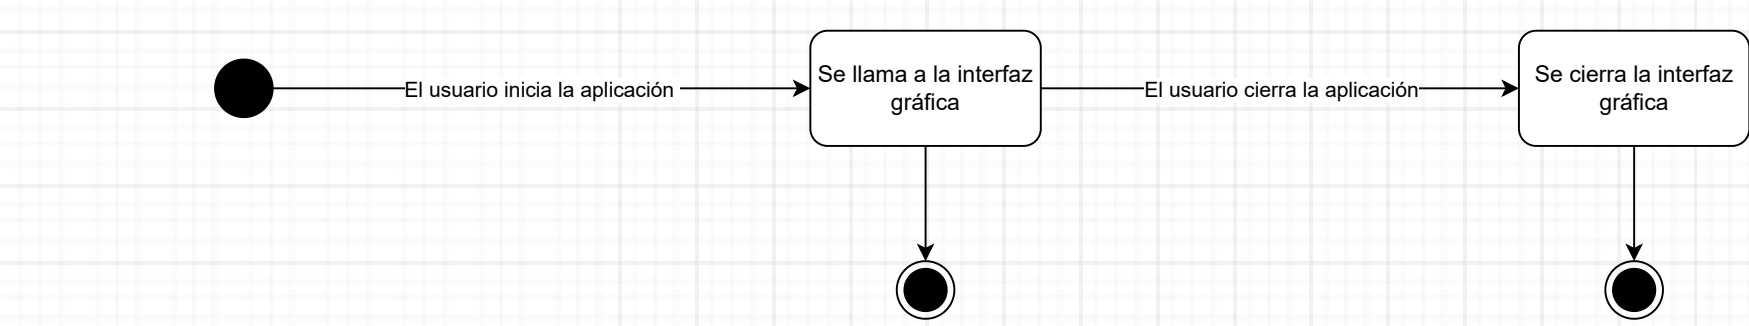 El usuario inicia la aplicación
Se llama a la interfaz
gráfica
El usuario cierra la aplicación
Se cierra la interfaz
gráfica